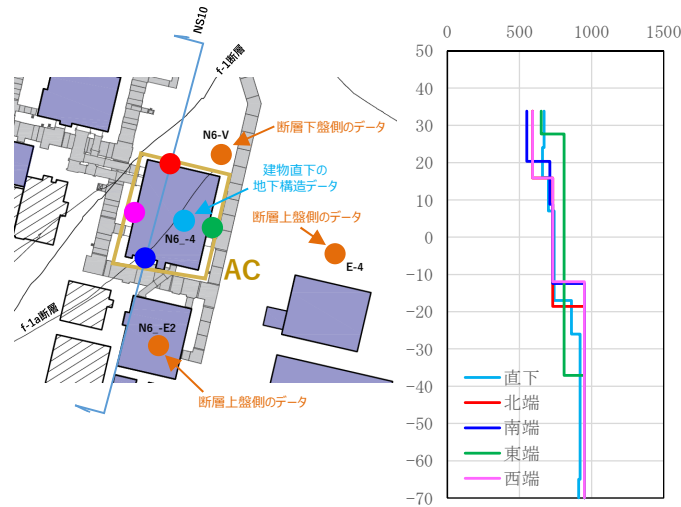 NS10
f-1断層
N6-V
断層下盤側のデータ
建物直下の
地下構造データ
断層上盤側のデータ
N6_-4
E-4
AC
f-1a断層
N6_-E2
断層上盤側のデータ
0
500
1000
1500
50
40
30
20
10
0
−10
−20
−30
−40
−50
−60
−70
直下
北端
南端
東端
西端